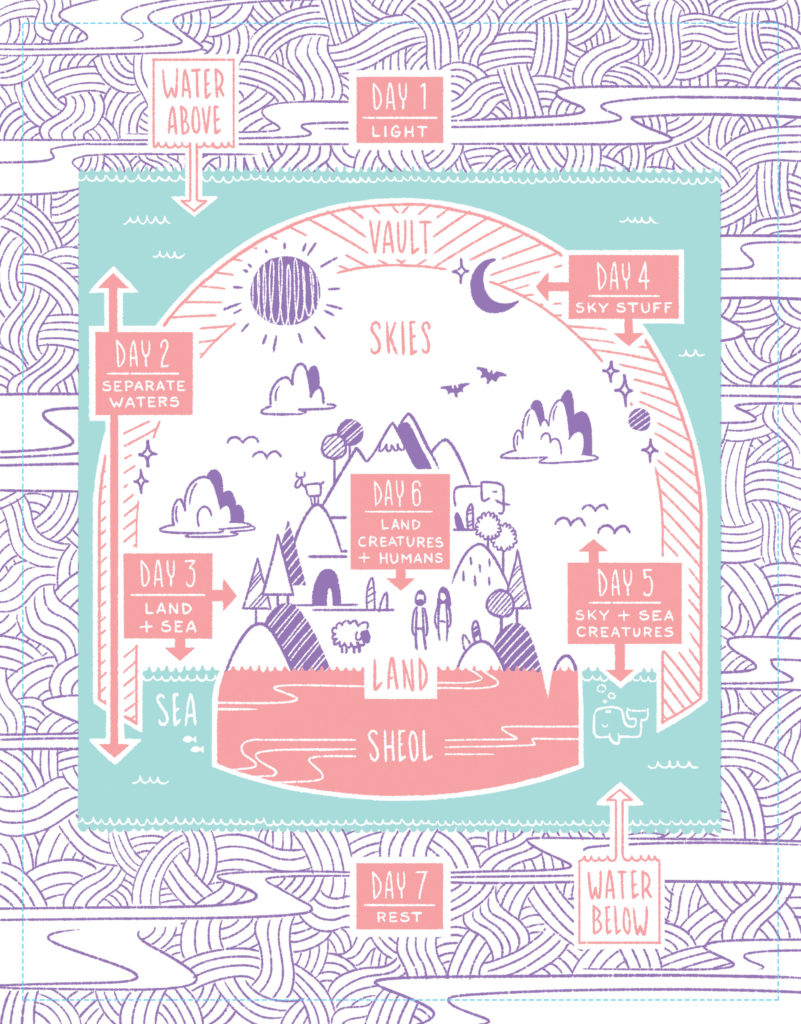 WATER
ABOVE
DAY 1
LIGHT
VAULT
DAY 4
SKY STUFF
SKIES
DAY 2
SEPARATE
WATERS
DAY 6
LAND
CREATURES
+ HUMANS
DAY 3
LAND
+ SEA
DAY 5
SKY + SEA
CREATURES
LAND
SEA
SHEOL
DAY 7
REST
WATER
BELOW